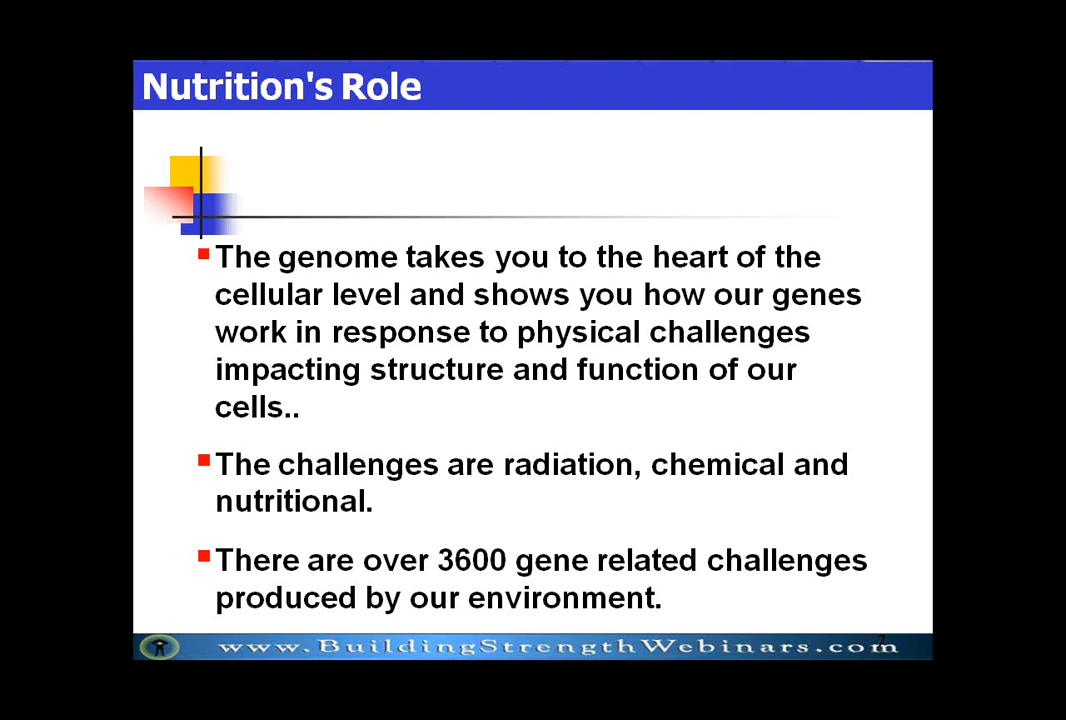 Nutrition's Role
The genome takes you to the heart of the
cellular level and shows you how our genes
work in response to physical challenges
impacting structure and function of our
cells..
The challenges are radiation, chemical and
nutritional.
There are over 3600 gene related challenges
produced by our environment.
7
www.BuildingStrengthWebinars.com